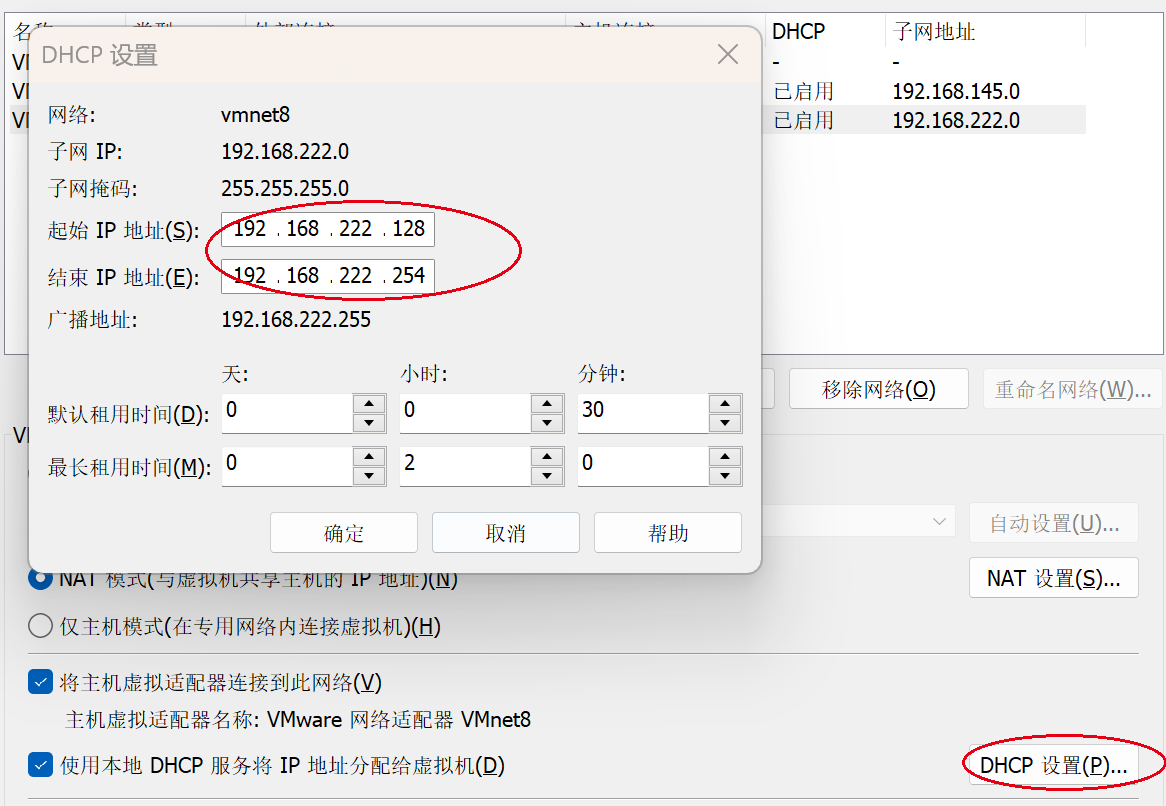 DHCP 子网地址
DHCP 设置
- -
网络: vmnet8
已启用 192.168.145.0
已启用 192.168.222.0
子网 IP: 192.168.222.0
子网掩码: 255.255.255.0
起始 IP 地址(S): 192 . 168 . 222 . 128
结束 IP 地址(E): 192 . 168 . 222 . 254
广播地址: 192.168.222.255
天: 小时: 分钟:
默认租用时间(D): 0 0 30
最长租用时间(M): 0 2 0
确定 取消 帮助
移除网络(O) 重命名网络(W)...
自动设置(U)...
NAT 模式(与虚拟机共享主机的 IP 地址)(N) NAT 设置(S)...
仅主机模式(在专用网络内连接虚拟机)(H)
将主机虚拟适配器连接到此网络(V)
主机虚拟适配器名称: VMware 网络适配器 VMnet8
使用本地 DHCP 服务将 IP 地址分配给虚拟机(D) DHCP 设置(P)...